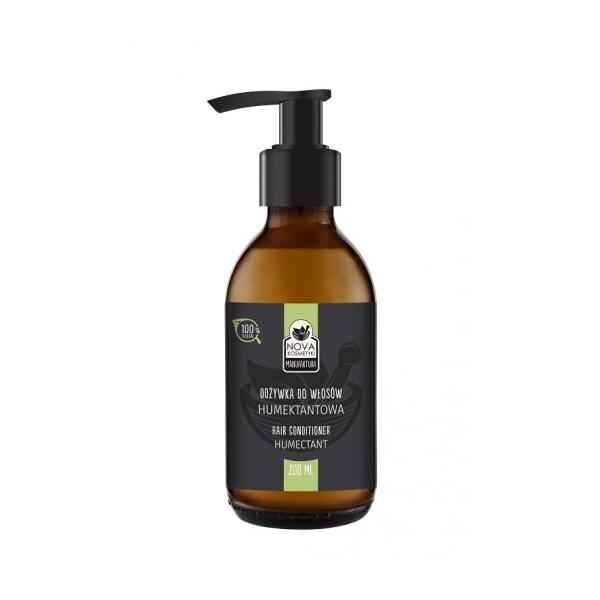 100%
VEGAN
NOVA
KOSMETYKI
MANUFAKTURA
ODŻYWKA DO WŁOSÓW
HUMEKTANTOWA
HAIR CONDITIONER
HUMECTANT
200 ML